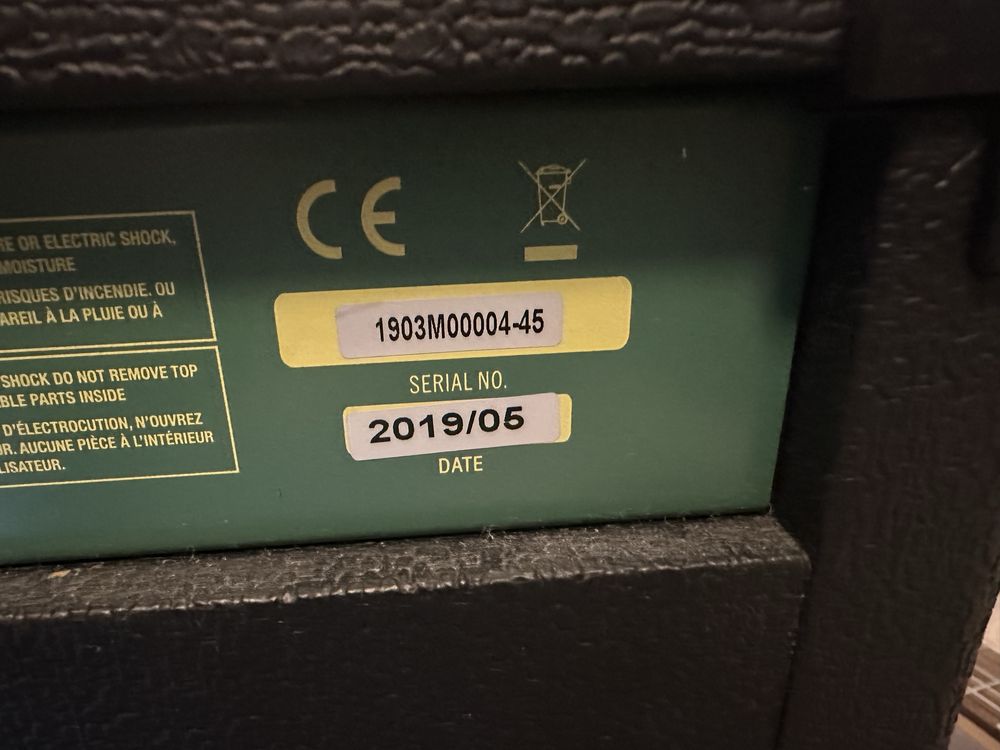 RE OR ELECTRIC SHOCK,
MOISTURE
RISQUES D'INCENDIE. OU
AREIL À LA PLUIE OU À
SHOCK DO NOT REMOVE TOP
BLE PARTS INSIDE
D'ÉLECTROCUTION, N'OUVREZ
UR. AUCUNE PIÈCE À L'INTÉRIEUR
LISATEUR.
CE
1903M00004-45
SERIAL NO.
2019/05
DATE